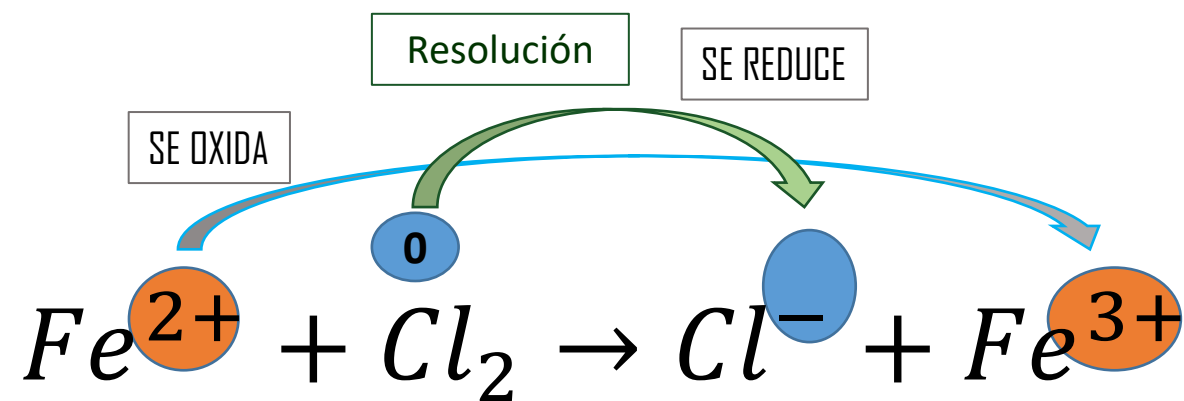 Resolución
SE REDUCE
SE OXIDA
0
Fe²⁺ + Cl₂ → Cl⁻ + Fe³⁺